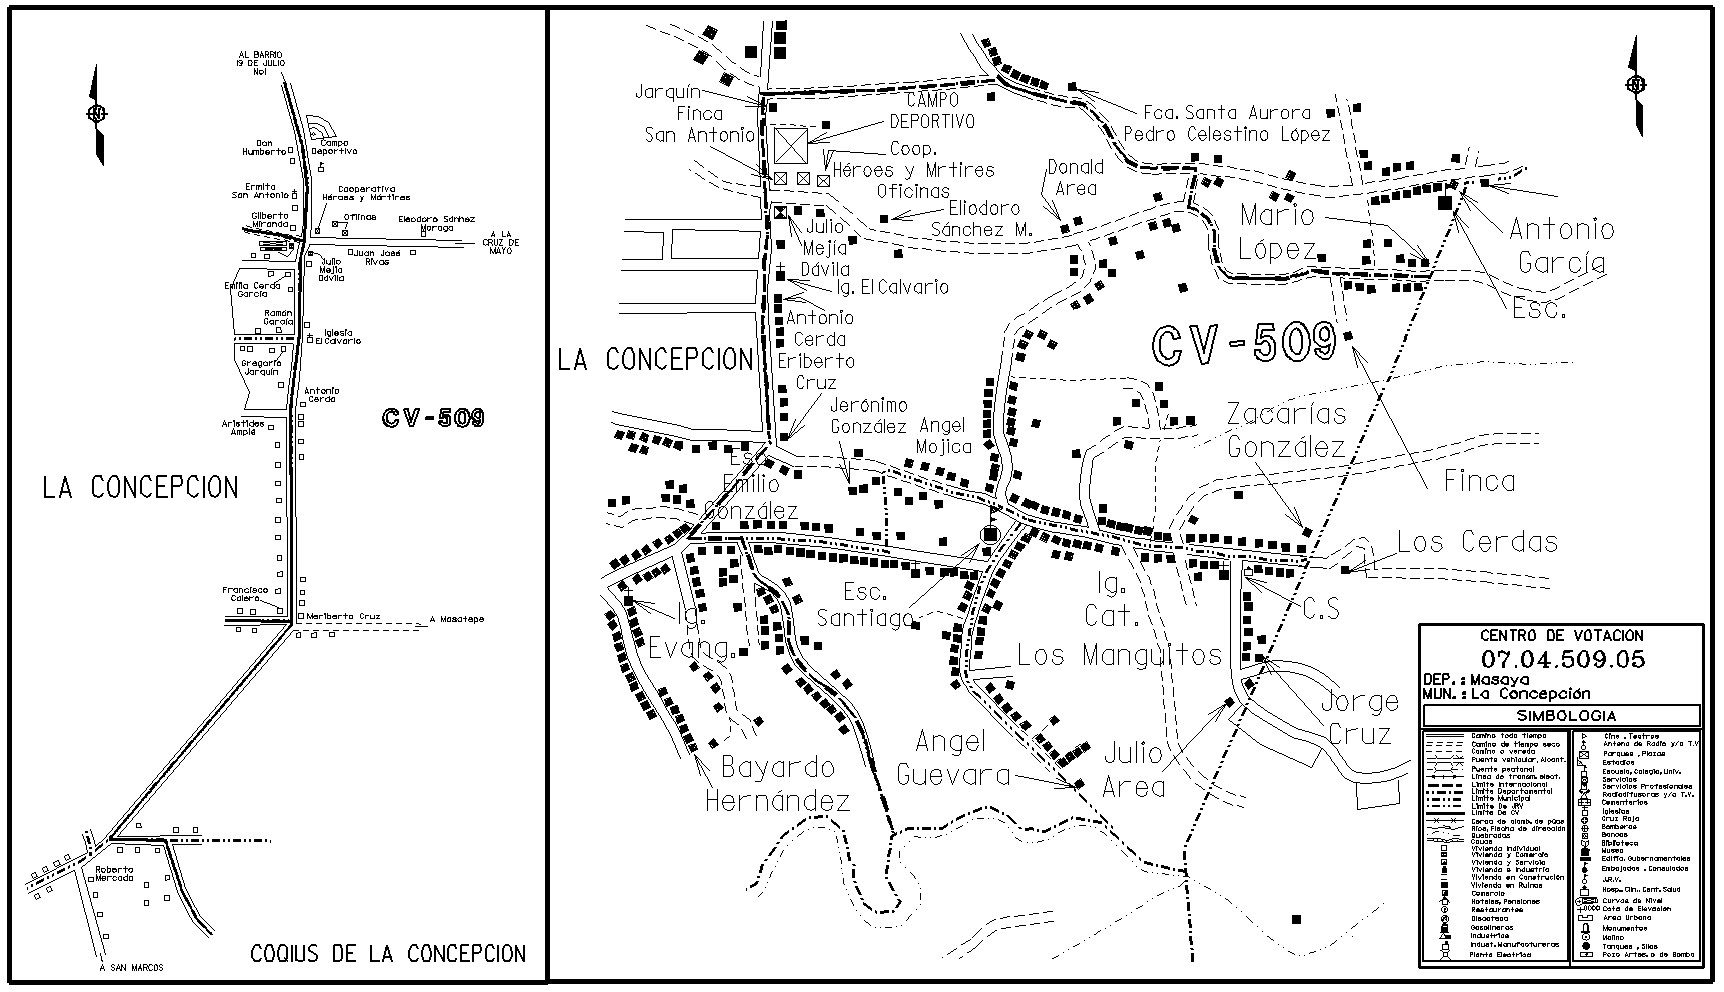 AL BARRIO
19 DE JULIO
No1
Don
Humberto
Campo
Deportivo
Ermita
San Antonio
Cooperativa
Héroes y Mártires
Gilberto
Miranda
Oficinas
Eleodoro Sánhez
Moraga
A LA
CRUZ DE
MAYO
Juan José
Rivas
Julio
Mejía
Dávila
Emilio Cerda
García
Ramón
García
Iglesia
El Calvario
Gregorio
Jarquín
Antonio
Cerda
CV-509
Aristides
Ampié
LA CONCEPCION
Francisco
Calero
Heriberto Cruz
A Masatepe
Roberto
Mercado
A SAN MARCOS
COQIUS DE LA CONCEPCION
Jarquín
Finca
San Antonio
CAMPO
DEPORTIVO
Coop.
Héroes y Mrtires
Oficinas
Fca. Santa Aurora
Pedro Celestino López
Donald
Area
Eliodoro
Sánchez M.
Mario
López
Antonio
García
Esc.
Julio
Mejia
Dávila
Ig. El Calvario
Antonio
Cerda
Eriberto
Cruz
CV-509
LA CONCEPCION
Jerónimo
González
Angel
Mojica
Zacarías
González
Finca
Esc.
Emilio
González
Los Cerdas
Esc.
Santiago
Ig.
Cat.
C.S
Ig.
Evang.
Los Manguitos
Jorge
Cruz
Angel
Guevara
Julio
Area
Bayardo
Hernández
CENTRO DE VOTACION
07.04.509.05
DEP.: Masaya
MUN.: La Concepción
SIMBOLOGIA
Camino todo tiempo
Camino de tiempo seco
Camino o vereda
Puente vehicular, Alcant.
Puente peatonal
Línea de transm. elect.
Límite Internacional
Límite Departamental
Límite Municipal
Límite De JRV
Límite De CV
Cerca de alamb. de púas
Ríos, Flecha de dirección
Quebradas
Cauce
Vivienda Individual
Vivienda y Comercio
Vivienda y Servicio
Vivienda e Industria
Vivienda en Construcción
Vivienda en Ruinas
Comercio
Hoteles, Pensiones
Restaurantes
Discoteca
Gasolineras
Industrias
Indust. Manufactureras
Planta Electrica
Cine, Teatros
Antena de Radio y/o T.V
Parques, Plazas
Estadios
Escuela, Colegio, Univ.
Servicios
Servicios Profesionales
Radiodifusoras y/o T.V.
Cementerios
Iglesias
Cruz Roja
Bomberos
Bancos
Biblioteca
Museo
Edific. Gubernamentales
Embajadas, Consulados
J.R.V.
Hosp., Clin., Cent. Salud
Curvas de Nivel
Cota de Elevacion
Area Urbana
Monumentos
Molino
Tanques, Silos
Pozo Artes. o de Bomba